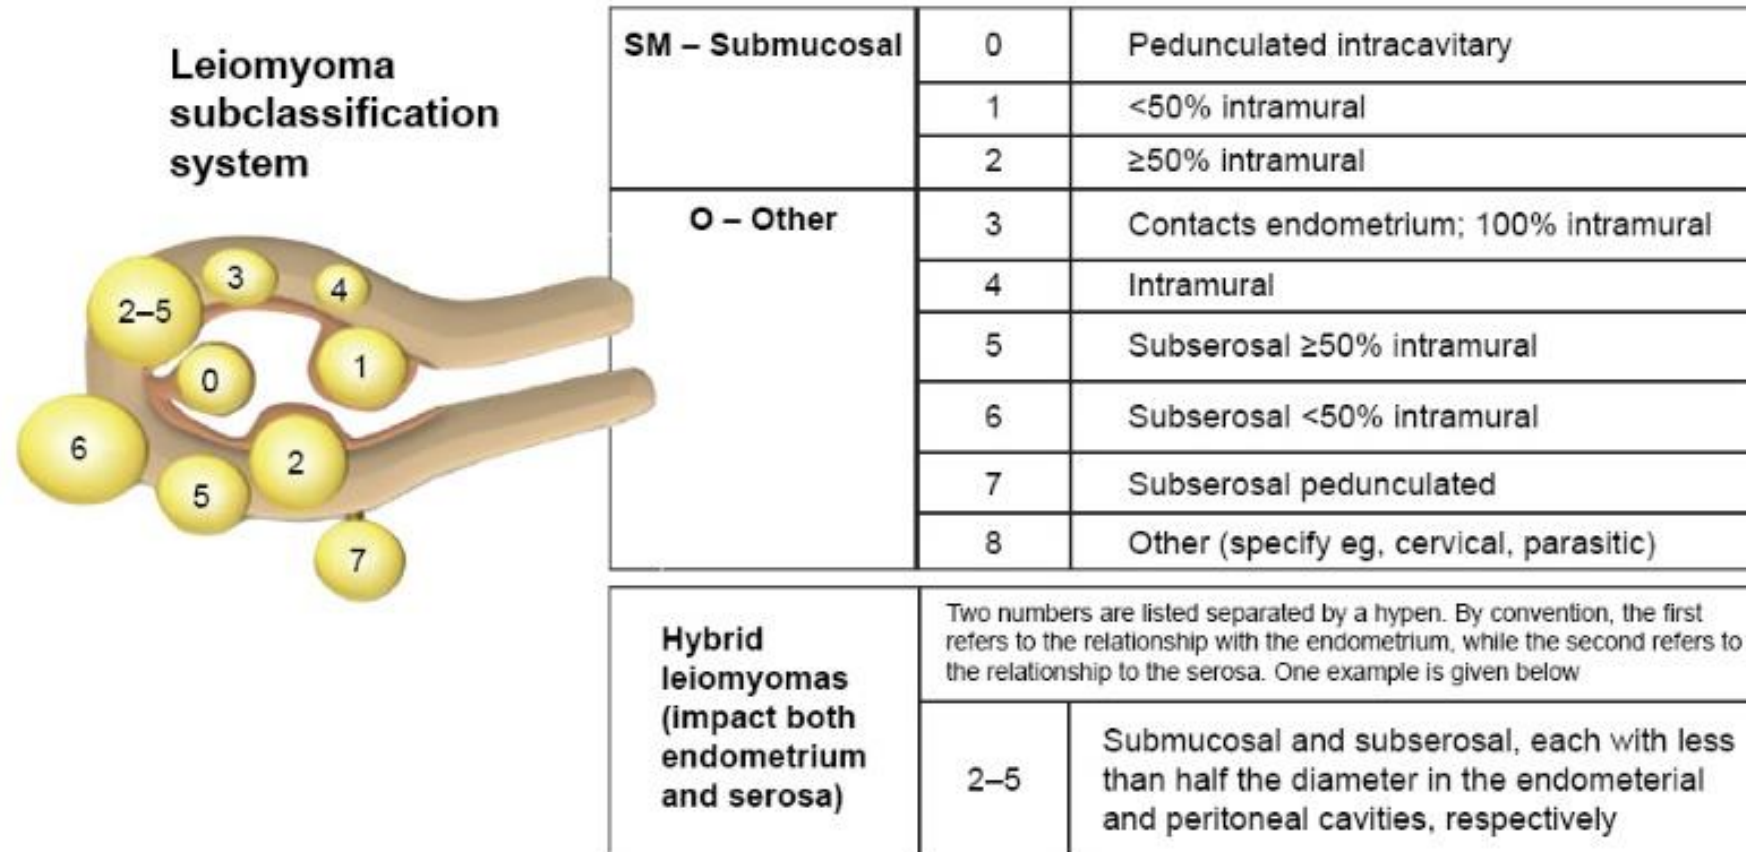 Leiomyoma
subclassification
system
2–5
3
4
0
1
6
5
2
7
SM – Submucosal
0
Pedunculated intracavitary
1
<50% intramural
2
≥50% intramural
O – Other
3
Contacts endometrium; 100% intramural
4
Intramural
5
Subserosal ≥50% intramural
6
Subserosal <50% intramural
7
Subserosal pedunculated
8
Other (specify eg, cervical, parasitic)
Hybrid
leiomyomas
(impact both
endometrium
and serosa)
Two numbers are listed separated by a hypen. By convention, the first
refers to the relationship with the endometrium, while the second refers to
the relationship to the serosa. One example is given below
2–5
Submucosal and subserosal, each with less
than half the diameter in the endometerial
and peritoneal cavities, respectively